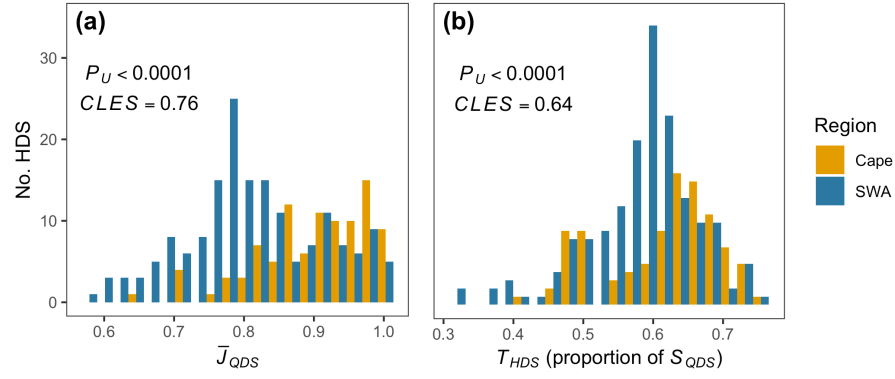 (a)
P_U < 0.0001
CLES = 0.76
No. HDS
30
20
10
0
0.6 0.7 0.8 0.9 1.0
J̅_QDS
(b)
P_U < 0.0001
CLES = 0.64
0.3 0.4 0.5 0.6 0.7
T_HDS (proportion of S_QDS)
Region
Cape
SWA